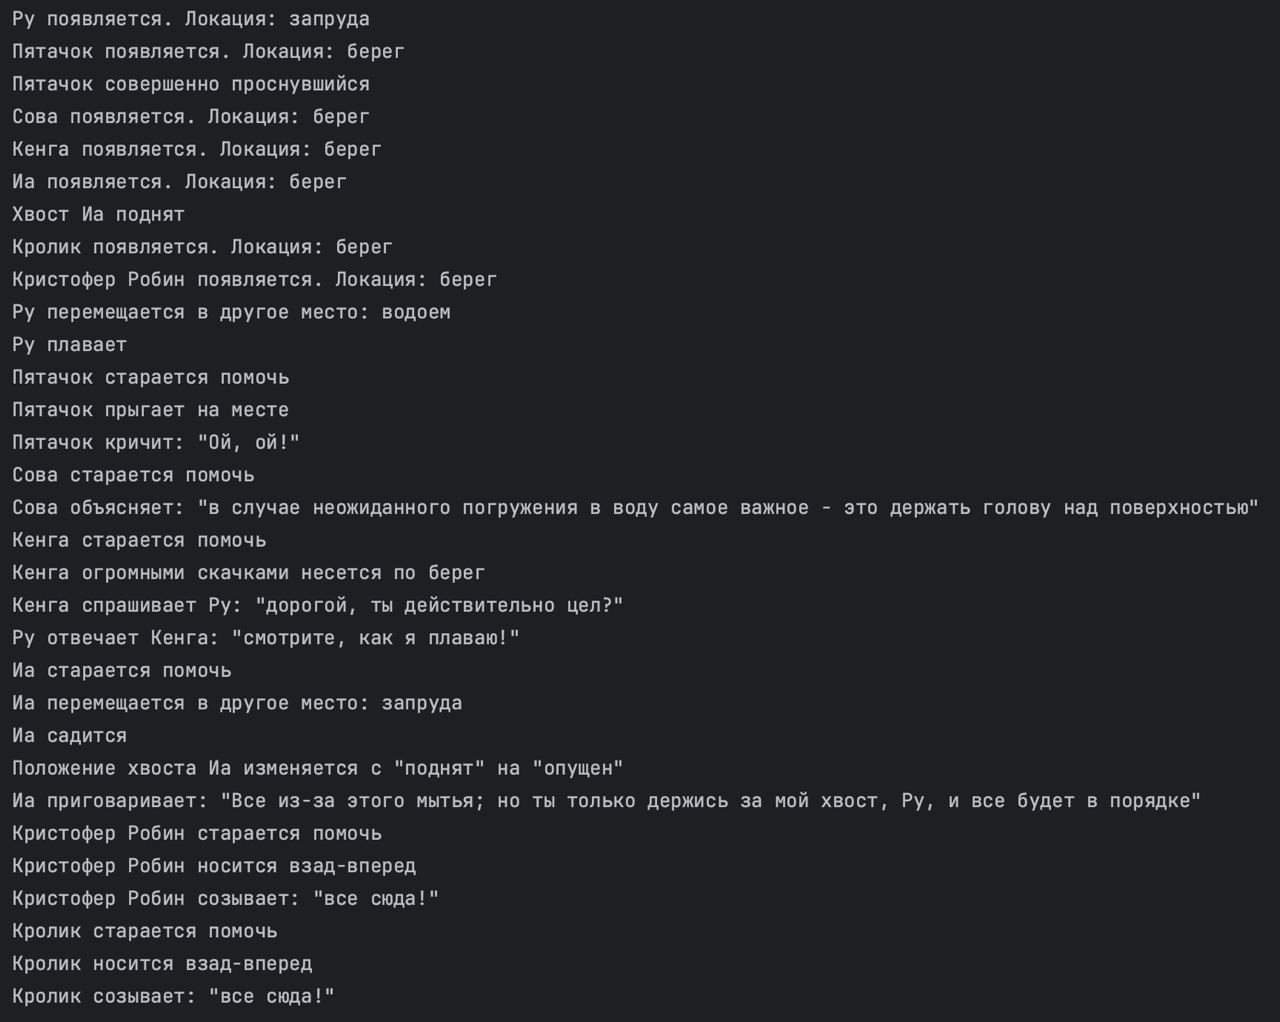 Ру появляется. Локация: запруда
Пятачок появляется. Локация: берег
Пятачок совершенно проснувшийся
Сова появляется. Локация: берег
Кенга появляется. Локация: берег
Иа появляется. Локация: берег
Хвост Иа поднят
Кролик появляется. Локация: берег
Кристофер Робин появляется. Локация: берег
Ру перемещается в другое место: водоем
Ру плавает
Пятачок старается помочь
Пятачок прыгает на месте
Пятачок кричит: "Ой, ой!"
Сова старается помочь
Сова объясняет: "в случае неожиданного погружения в воду самое важное - это держать голову над поверхностью"
Кенга старается помочь
Кенга огромными скачками несется по берег
Кенга спрашивает Ру: "дорогой, ты действительно цел?"
Ру отвечает Кенга: "смотрите, как я плаваю!"
Иа старается помочь
Иа перемещается в другое место: запруда
Иа садится
Положение хвоста Иа изменяется с "поднят" на "опущен"
Иа приговаривает: "Все из-за этого мытья; но ты только держись за мой хвост, Ру, и все будет в порядке"
Кристофер Робин старается помочь
Кристофер Робин носится взад-вперед
Кристофер Робин созывает: "все сюда!"
Кролик старается помочь
Кролик носится взад-вперед
Кролик созывает: "все сюда!"